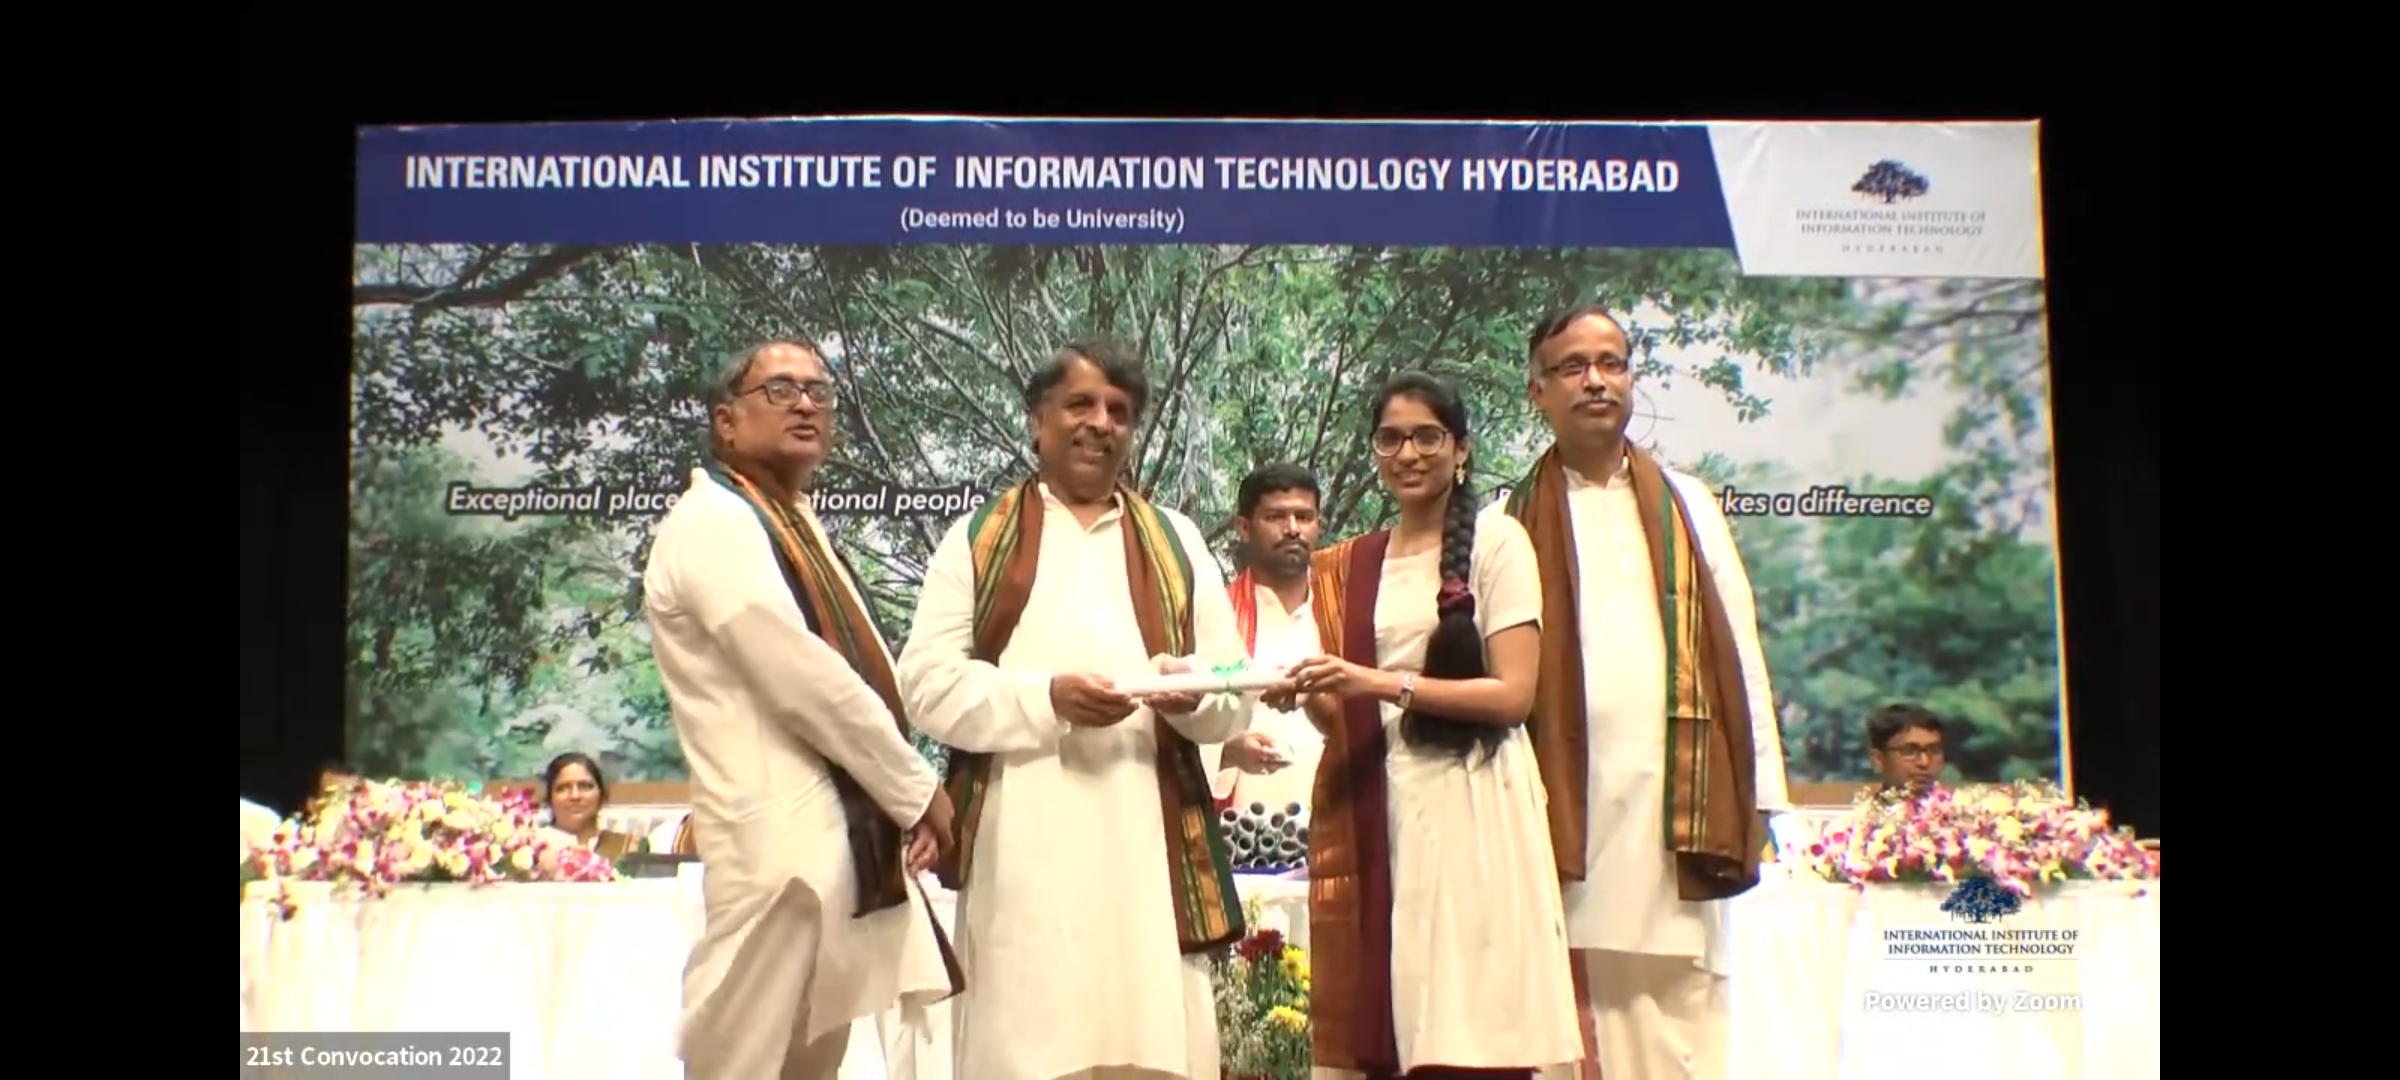 INTERNATIONAL INSTITUTE OF INFORMATION TECHNOLOGY HYDERABAD
(Deemed to be University)
INTERNATIONAL INSTITUTE OF
INFORMATION TECHNOLOGY
HYDERABAD
Exceptional place tional people kes a difference
INTERNATIONAL INSTITUTE OF
INFORMATION TECHNOLOGY
HYDERABAD
Powered by Zoom
21st Convocation 2022